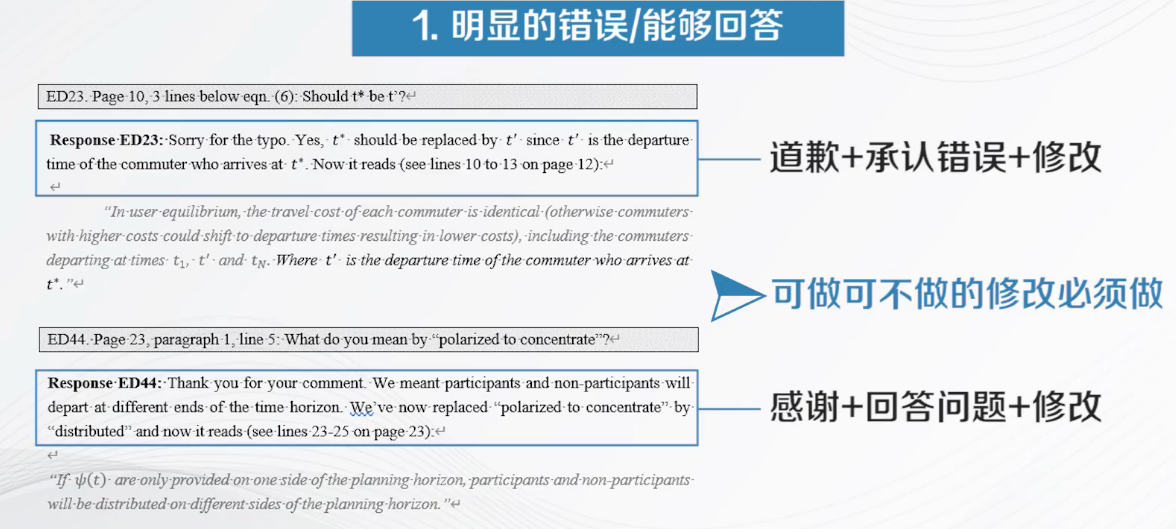 1. 明显的错误/能够回答
ED23. Page 10, 3 lines below eqn. (6): Should t* be t'?↵
Response ED23: Sorry for the typo. Yes, t* should be replaced by t' since t' is the departure
time of the commuter who arrives at t*. Now it reads (see lines 10 to 13 on page 12):↵
↵
道歉+承认错误+修改
“In user equilibrium, the travel cost of each commuter is identical (otherwise commuters
with higher costs could shift to departure times resulting in lower costs), including the commuters
departing at times t₁, t' and t_N. Where t' is the departure time of the commuter who arrives at
t*.”↵
可做可不做的修改必须做
ED44. Page 23, paragraph 1, line 5: What do you mean by “polarized to concentrate”?↵
Response ED44: Thank you for your comment. We meant participants and non-participants will
depart at different ends of the time horizon. We’ve now replaced “polarized to concentrate” by
“distributed” and now it reads (see lines 23-25 on page 23):↵
感谢+回答问题+修改
↵
“If ψ(t) are only provided on one side of the planning horizon, participants and non-participants
will be distributed on different sides of the planning horizon.”↵